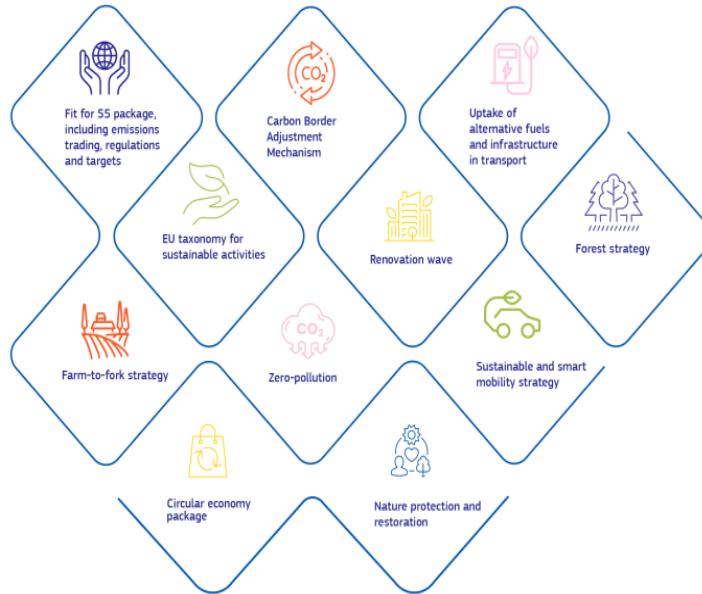 Fit for 55 package,
including emissions
trading, regulations
and targets
CO₂
Carbon Border
Adjustment
Mechanism
Uptake of
alternative fuels
and infrastructure
in transport
EU taxonomy for
sustainable activities
Renovation wave
Forest strategy
Farm-to-fork strategy
CO₂
Zero-pollution
Sustainable and smart
mobility strategy
Circular economy
package
Nature protection and
restoration